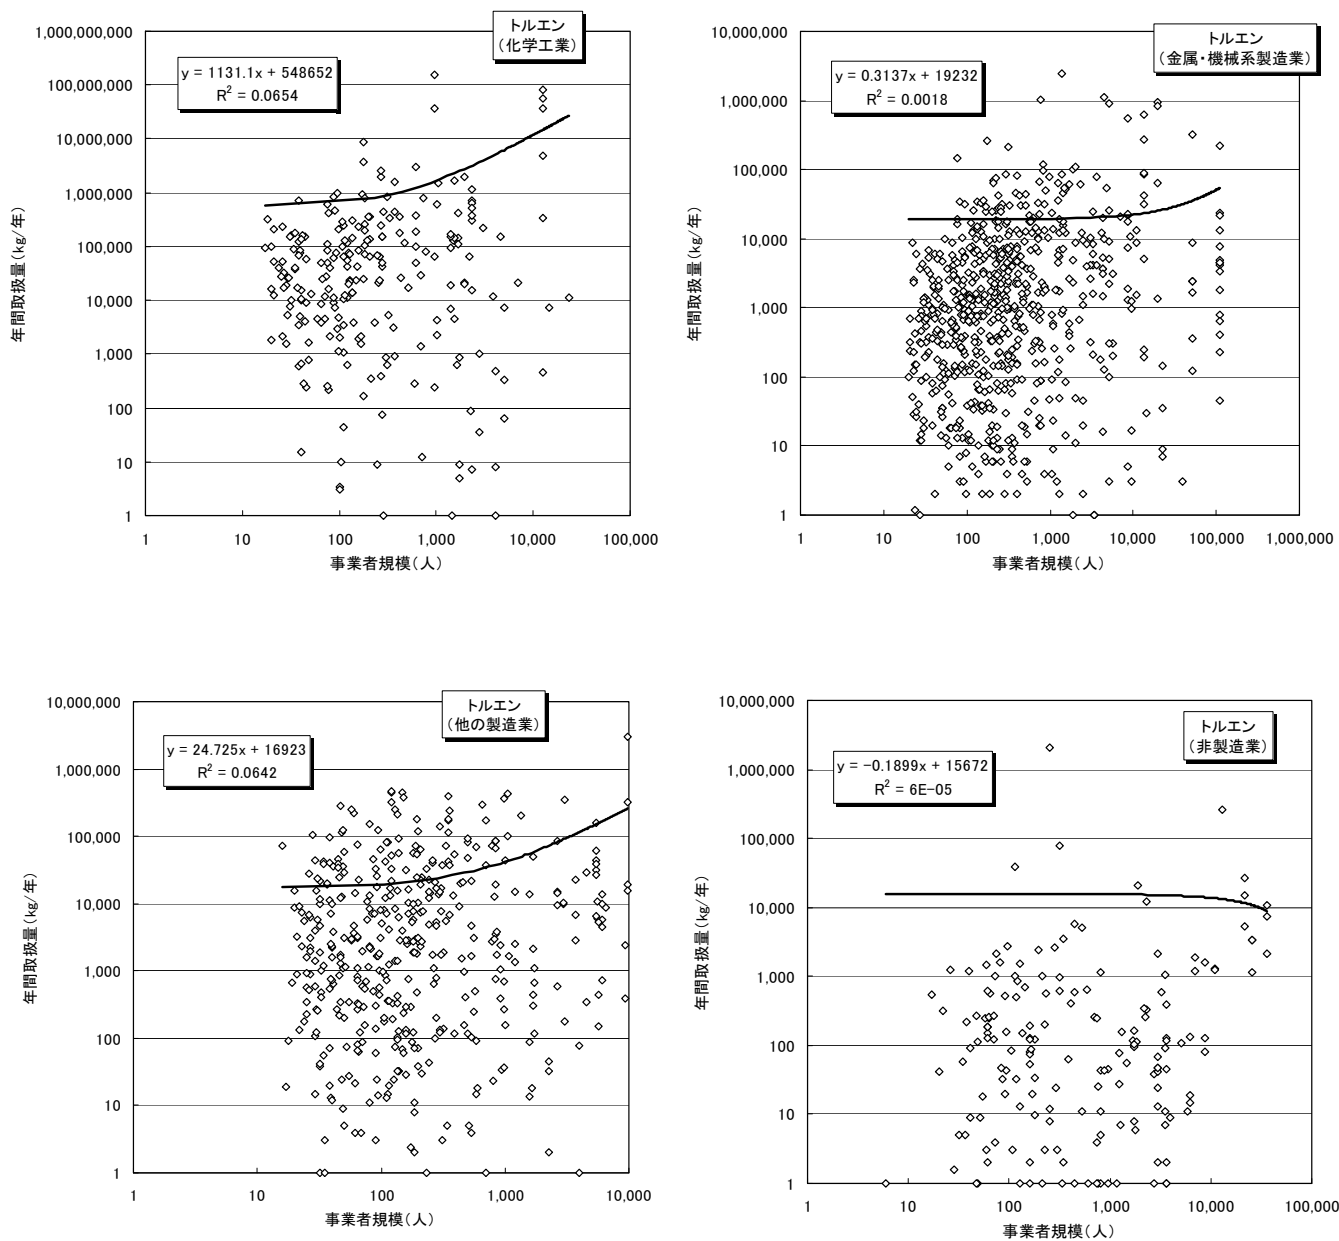 トルエン
(化学工業)
y = 1131.1x + 548652
R² = 0.0654
1,000,000,000
100,000,000
10,000,000
1,000,000
100,000
10,000
1,000
100
10
1
年間取扱量(kg/年)
1 10 100 1,000 10,000 100,000
事業者規模(人)
トルエン
(金属・機械系製造業)
y = 0.3137x + 19232
R² = 0.0018
10,000,000
1,000,000
100,000
10,000
1,000
100
10
1
年間取扱量(kg/年)
1 10 100 1,000 10,000 100,000 1,000,000
事業者規模(人)
トルエン
(他の製造業)
y = 24.725x + 16923
R² = 0.0642
10,000,000
1,000,000
100,000
10,000
1,000
100
10
1
年間取扱量(kg/年)
1 10 100 1,000 10,000
事業者規模(人)
トルエン
(非製造業)
y = -0.1899x + 15672
R² = 6E-05
10,000,000
1,000,000
100,000
10,000
1,000
100
10
1
年間取扱量(kg/年)
1 10 100 1,000 10,000 100,000
事業者規模(人)